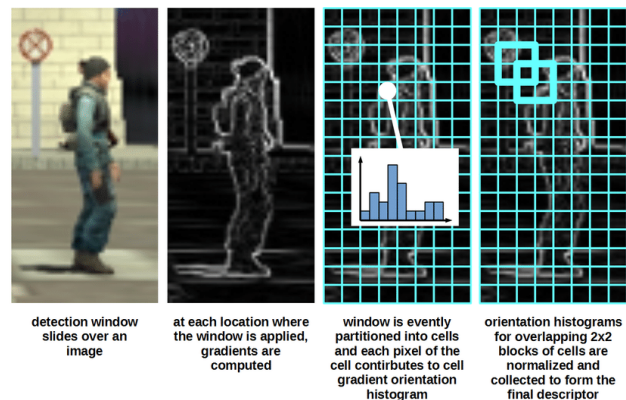 detection window
slides over an
image
at each location where
the window is applied,
gradients are
computed
window is evently
partitioned into cells
and each pixel of the
cell contirbutes to cell
gradient orientation
histogram
orientation histograms
for overlapping 2x2
blocks of cells are
normalized and
collected to form the
final descriptor